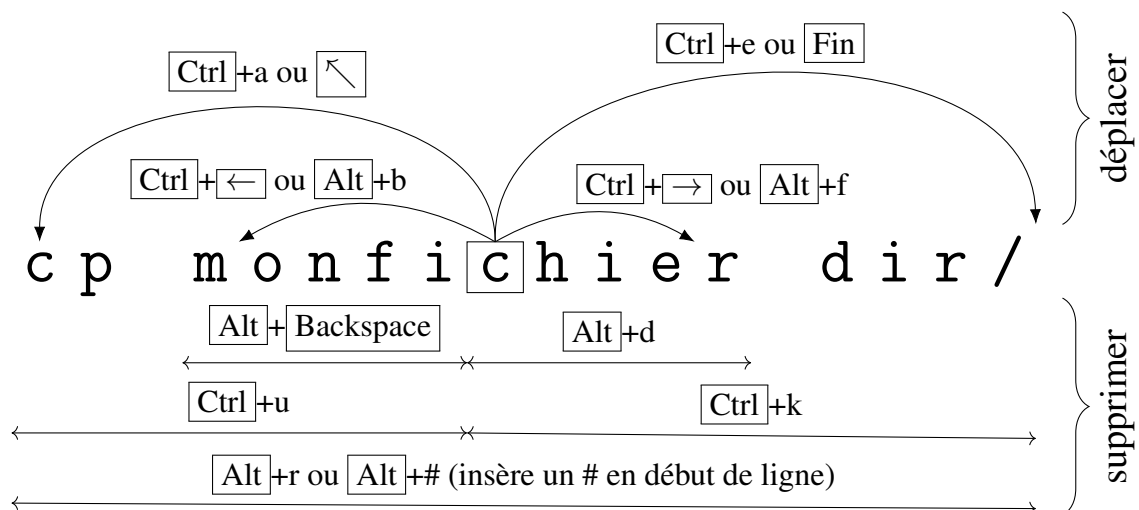 Ctrl+e ou Fin
Ctrl+a ou ↖
déplacer
Ctrl+← ou Alt+b
Ctrl+→ ou Alt+f
cp monfichier dir/
Alt+Backspace
Alt+d
Ctrl+u
Ctrl+k
supprimer
Alt+r ou Alt+# (insère un # en début de ligne)